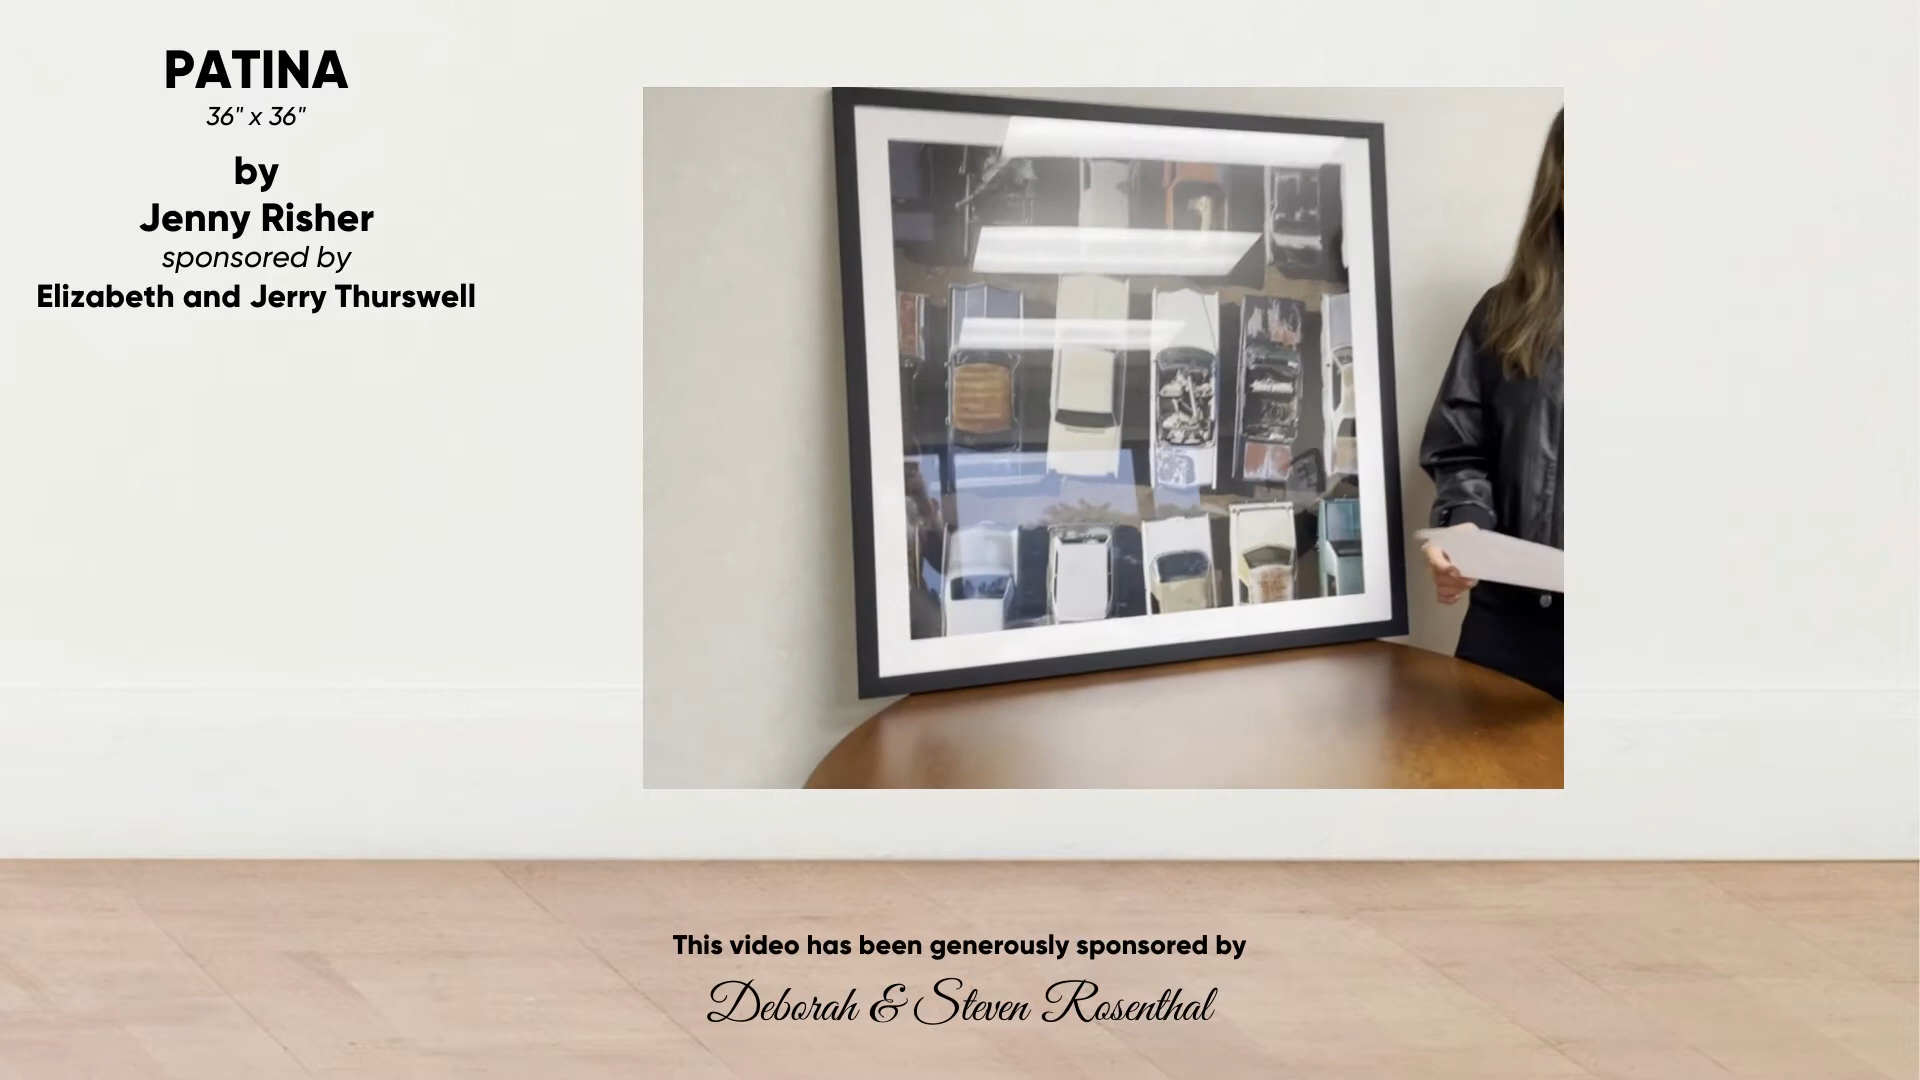 PATINA
36" x 36"
by
Jenny Risher
sponsored by
Elizabeth and Jerry Thurswell
This video has been generously sponsored by
Deborah & Steven Rosenthal